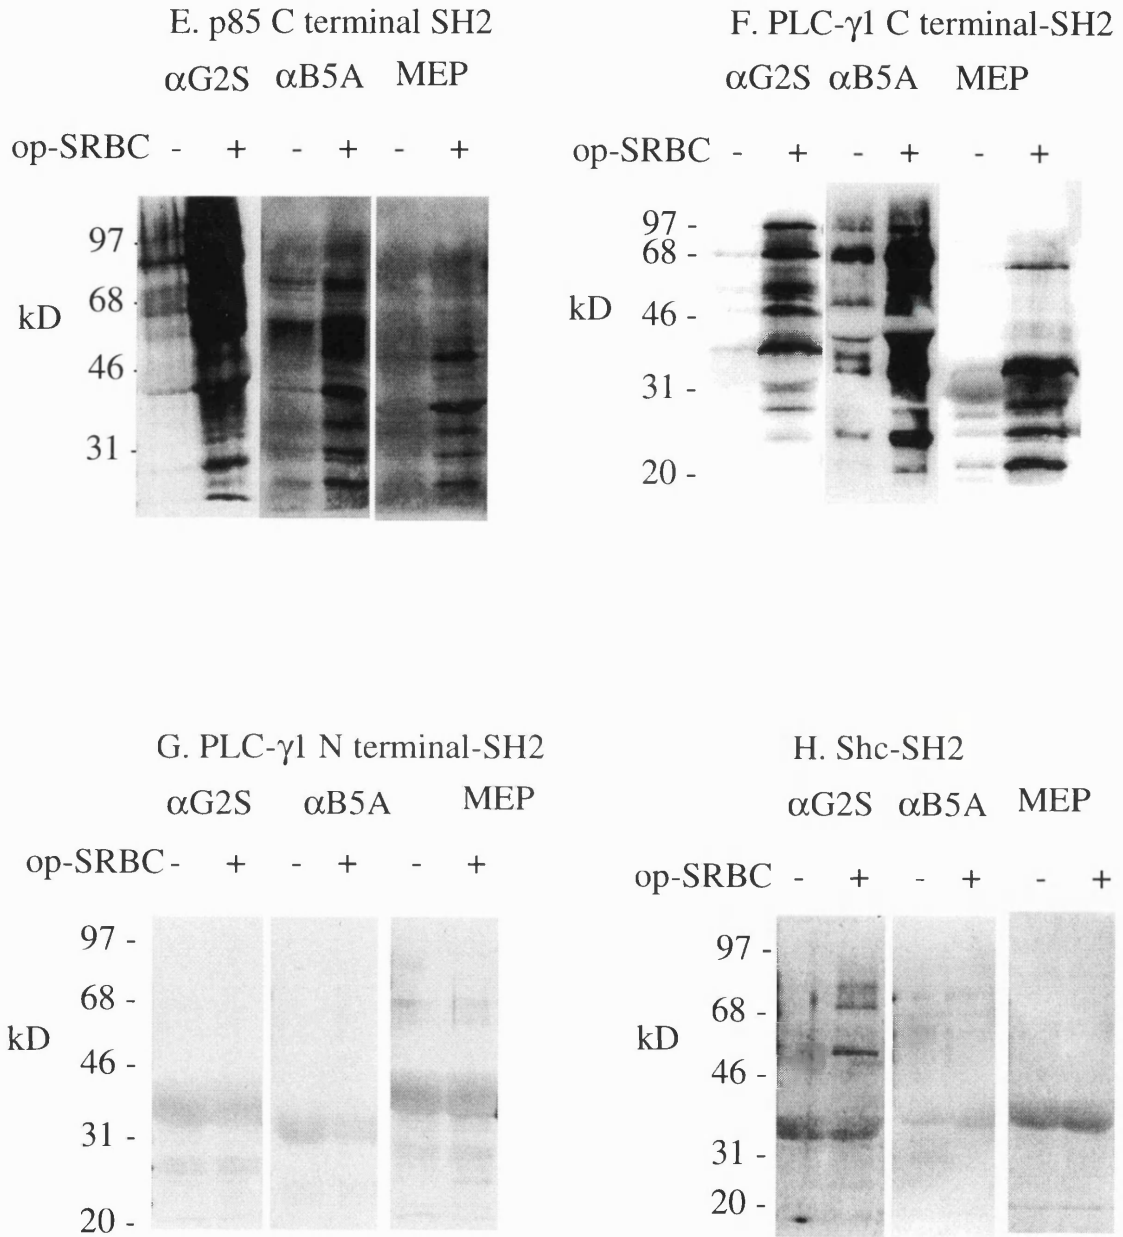 E. p85 C terminal SH2
αG2S αB5A MEP
op-SRBC - + - + - +
97
68
kD
46
31
F. PLC-γ1 C terminal-SH2
αG2S αB5A MEP
op-SRBC - + - + - +
97 -
68 -
kD
46 -
31 -
20 -
G. PLC-γ1 N terminal-SH2
αG2S αB5A MEP
op-SRBC - + - + - +
97 -
68 -
kD
46 -
31 -
20 -
H. Shc-SH2
αG2S αB5A MEP
op-SRBC - + - + - +
97 -
68 -
kD
46 -
31 -
20 -